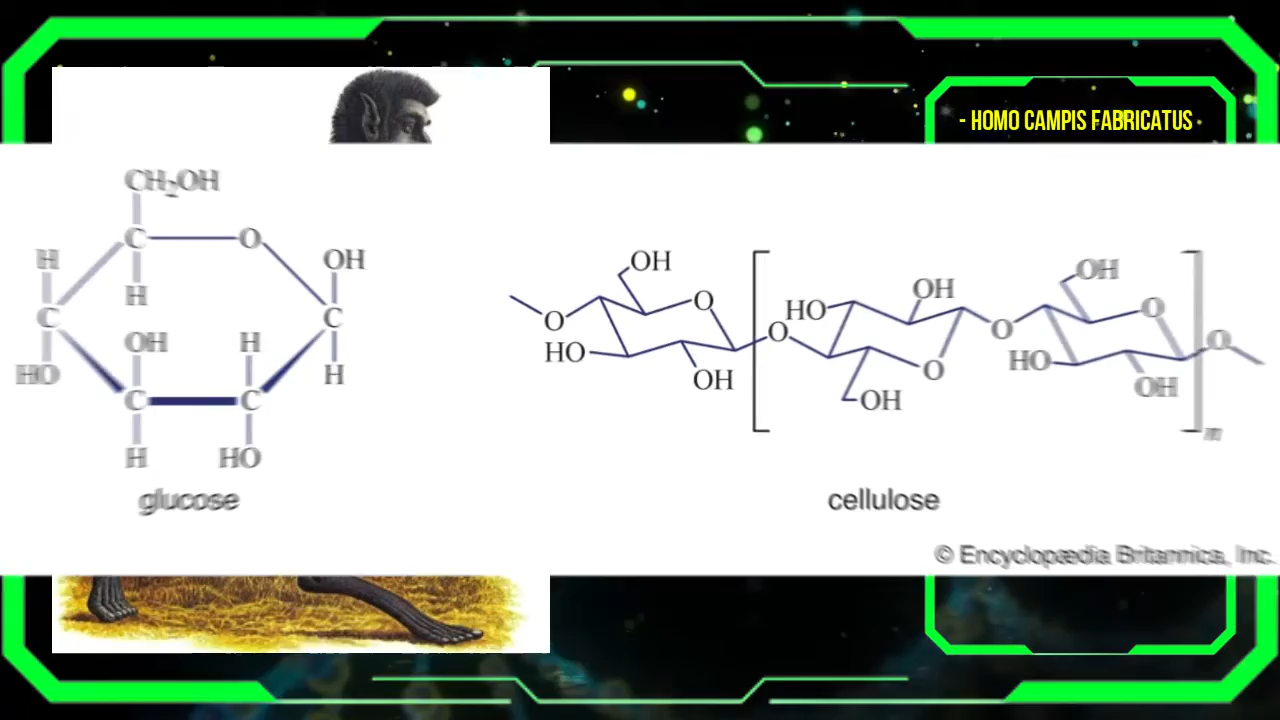 - HOMO CAMPIS FABRICATUS
CH₂OH
C
O
H
OH
H
C
C
OH
H
HO
H
C
C
H
HO
glucose
OH
O
O
HO
OH
O
HO
OH
O
OH
O
OH
O
HO
OH
O
m
cellulose
© Encyclopædia Britannica, Inc.